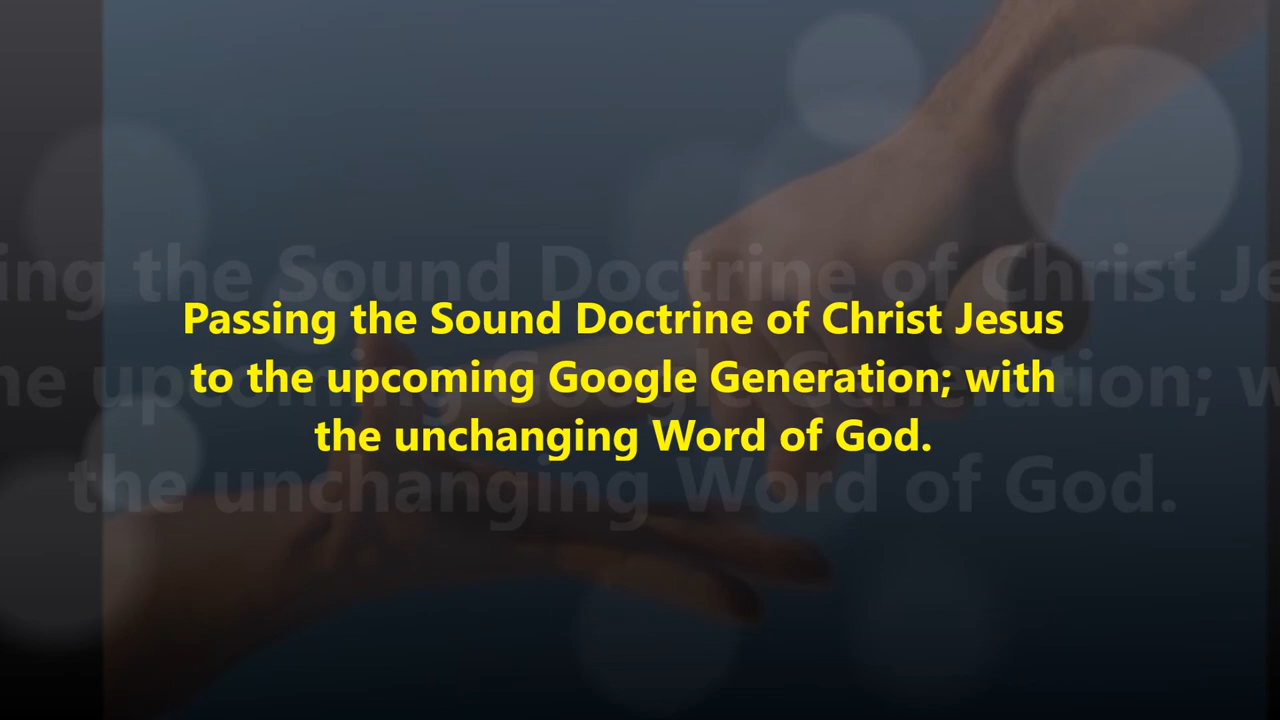 Passing the Sound Doctrine of Christ Jesus
to the upcoming Google Generation; with
the unchanging Word of God.